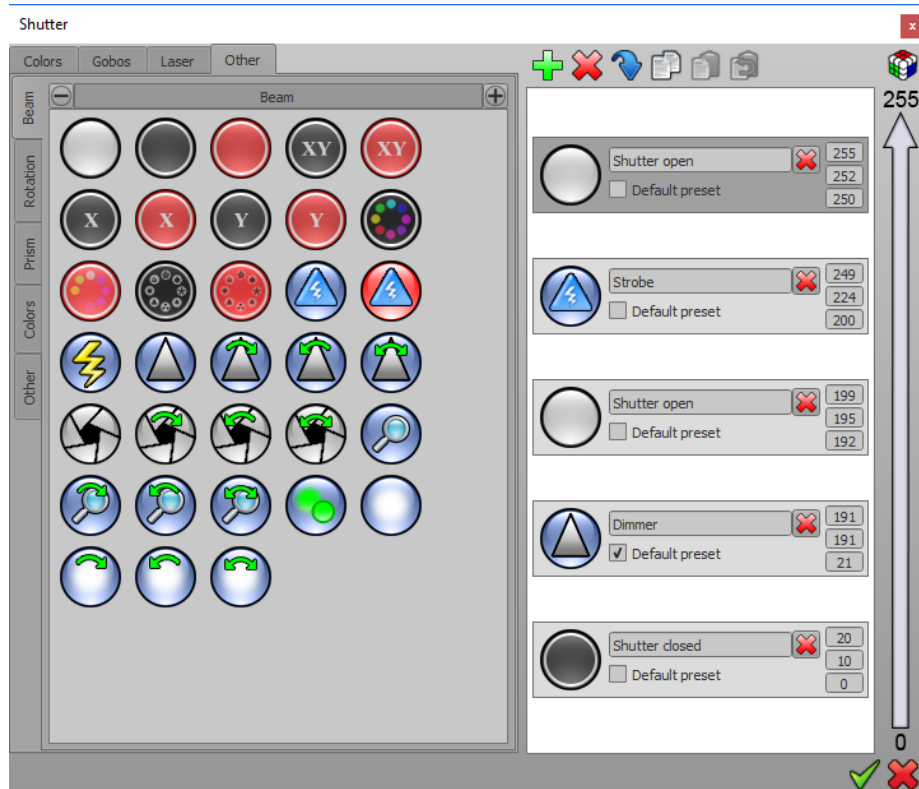 Shutter
x
Colors Gobos Laser Other
Beam
Rotation
Prism
Colors
Other
Beam
XY XY
X X Y Y
255
Shutter open
Default preset
255
252
250
Strobe
Default preset
249
224
200
Shutter open
Default preset
199
195
192
Dimmer
Default preset
191
191
21
Shutter closed
Default preset
20
10
0
0